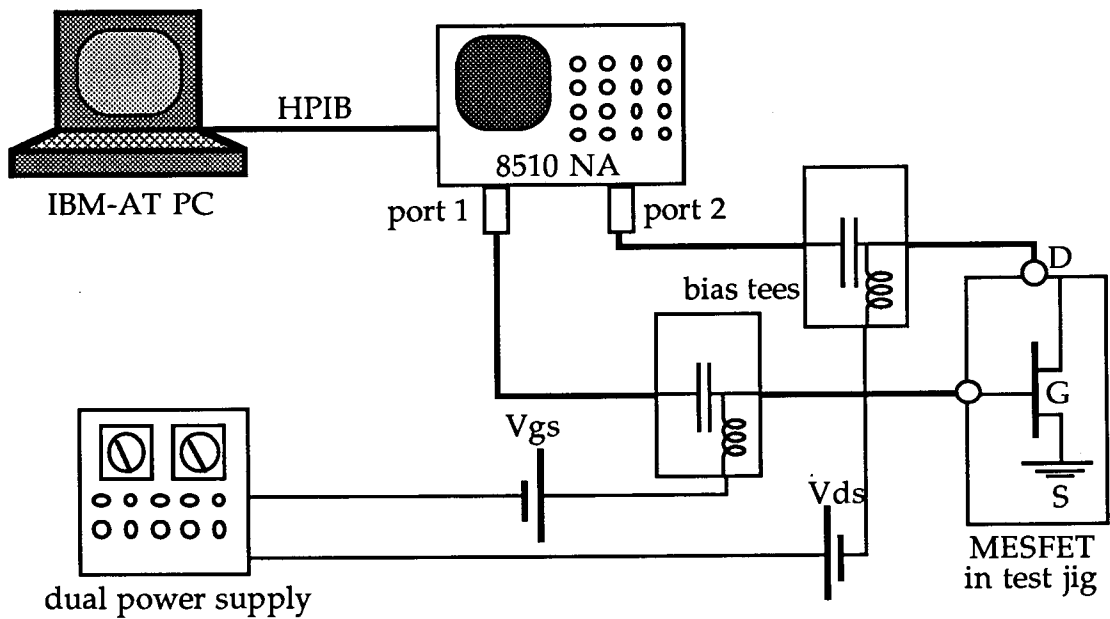 HPIB
8510 NA
IBM-AT PC
port 1
port 2
D
bias tees
G
Vgs
Vds
S
MESFET
in test jig
dual power supply